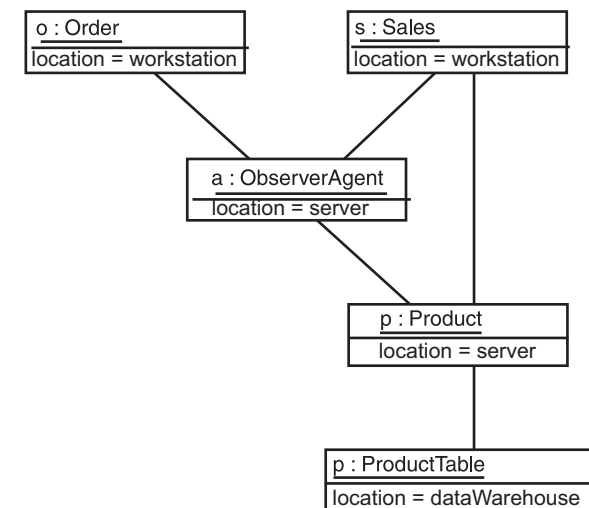 o : Order
location = workstation
s : Sales
location = workstation
a : ObserverAgent
location = server
p : Product
location = server
p : ProductTable
location = dataWarehouse